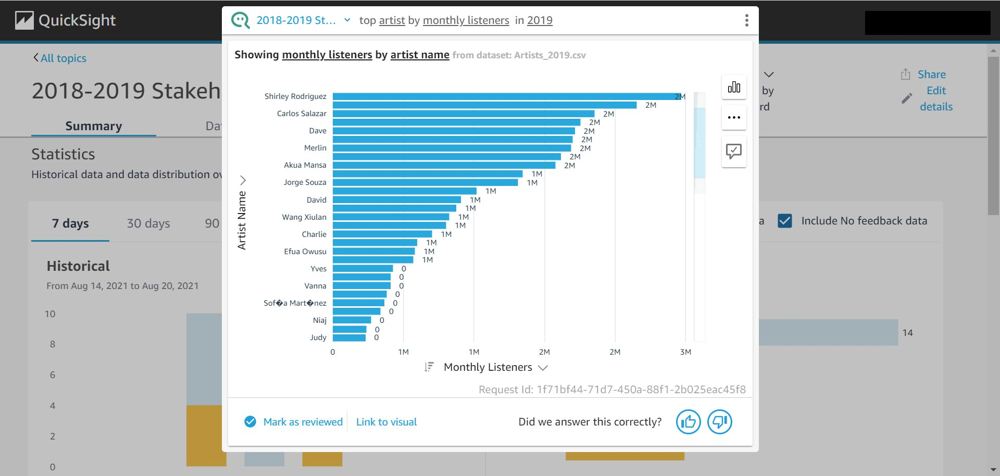 QuickSight
2018-2019 St...
top artist by monthly listeners in 2019
All topics
2018-2019 Stakeh
by
rd
Share
Edit
details
Summary
Da
Statistics
Historical data and data distribution ov
7 days
30 days
90
a
Include No feedback data
Historical
From Aug 14, 2021 to Aug 20, 2021
10
8
6
4
2
0
14
Showing monthly listeners by artist name from dataset: Artists_2019.csv
Artist Name
Shirley Rodriguez 2M
2M
Carlos Salazar 2M
2M
Dave 2M
2M
Merlin 2M
2M
Akua Mansa 2M
1M
Jorge Souza 1M
1M
David 1M
1M
Wang Xiulan 1M
1M
Charlie 1M
1M
Efua Owusu 1M
1M
Yves 0
0
Vanna 0
0
Sof�a Mart�nez 0
0
Niaj 0
0
Judy 0
0 1M 1M 2M 2M 3M
Monthly Listeners
Request Id: 1f71bf44-71d7-450a-88f1-2b025eac45f8
Mark as reviewed
Link to visual
Did we answer this correctly?